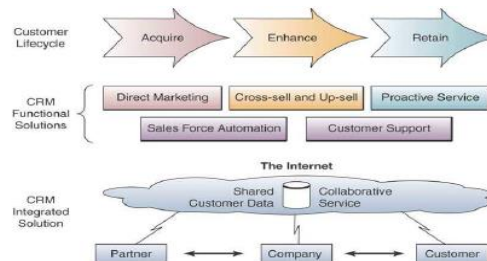 Customer
Lifecycle
Acquire
Enhance
Retain
CRM
Functional
Solutions
Direct Marketing
Cross-sell and Up-sell
Proactive Service
Sales Force Automation
Customer Support
The Internet
CRM
Integrated
Solution
Shared
Customer Data
Collaborative
Service
Partner
Company
Customer